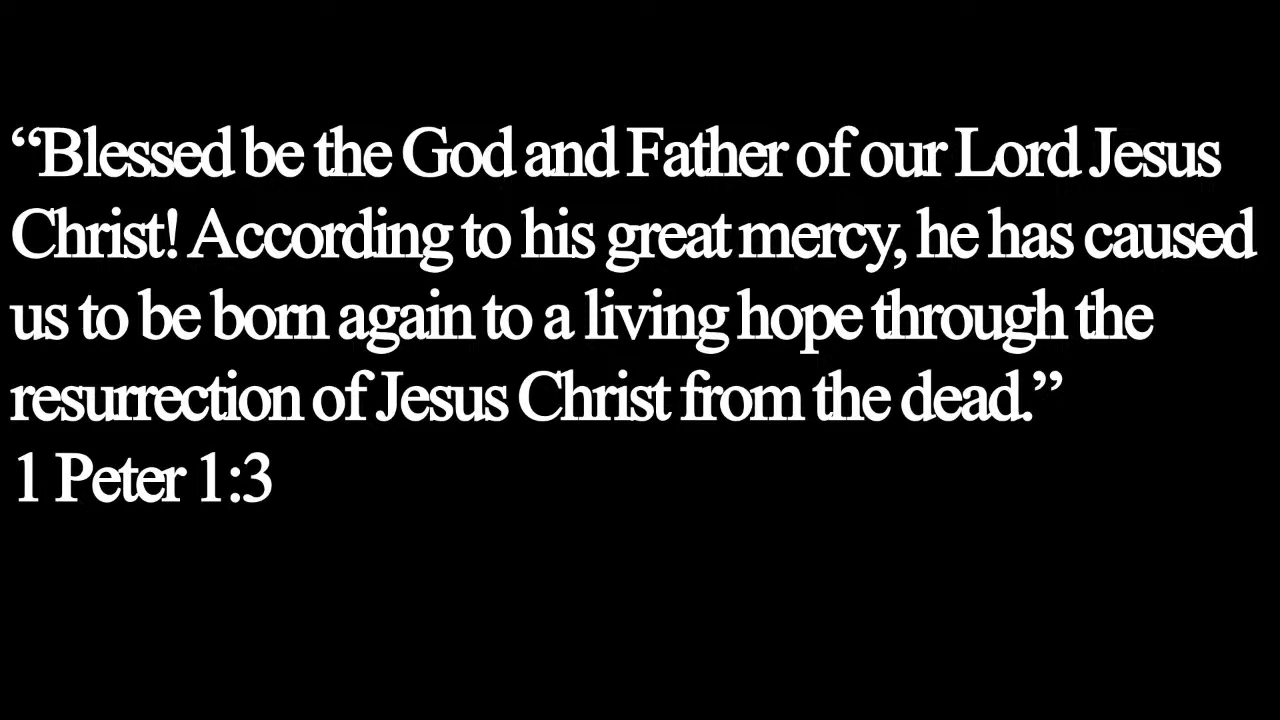 “Blessed be the God and Father of our Lord Jesus
Christ! According to his great mercy, he has caused
us to be born again to a living hope through the
resurrection of Jesus Christ from the dead.”
1 Peter 1:3